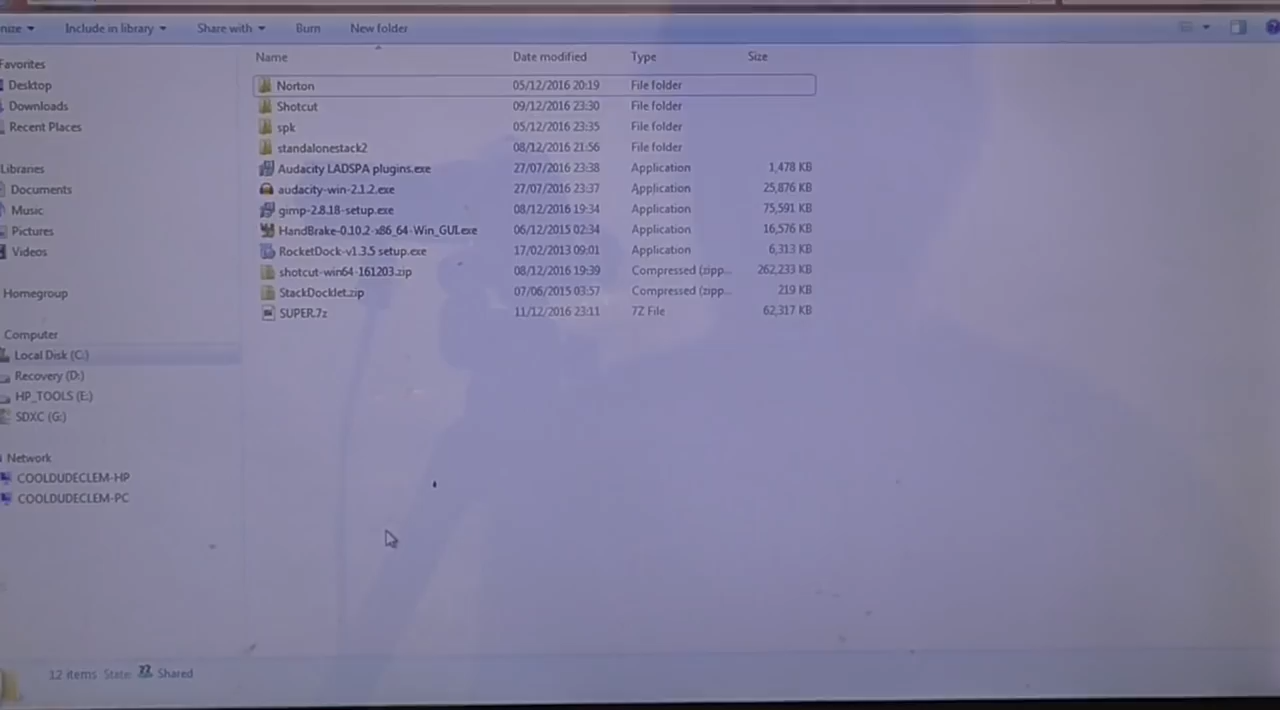 nize Include in library Share with Burn New folder
Name Date modified Type Size
Favorites
Desktop
Downloads
Recent Places
Libraries
Documents
Music
Pictures
Videos
Homegroup
Computer
Local Disk (C:)
Recovery (D:)
HP_TOOLS (E:)
SDXC (G:)
Network
COOLDUDECLEM-HP
COOLDUDECLEM-PC
Norton 05/12/2016 20:19 File folder
Shotcut 09/12/2016 23:30 File folder
spk 05/12/2016 23:35 File folder
standalonestack2 08/12/2016 21:56 File folder
Audacity LADSPA plugins.exe 27/07/2016 23:38 Application 1,478 KB
audacity-win-2.1.2.exe 27/07/2016 23:37 Application 25,876 KB
gimp-2.8.18-setup.exe 08/12/2016 19:34 Application 75,591 KB
HandBrake-0.10.2-x86_64-Win_GUI.exe 06/12/2015 02:34 Application 16,576 KB
RocketDock-v1.3.5 setup.exe 17/02/2013 09:01 Application 6,313 KB
shotcut-win64-161203.zip 08/12/2016 19:39 Compressed (zipp... 262,233 KB
StackDocklet.zip 07/06/2015 03:57 Compressed (zipp... 219 KB
SUPER.7z 11/12/2016 23:11 7Z File 62,317 KB
12 items State: Shared